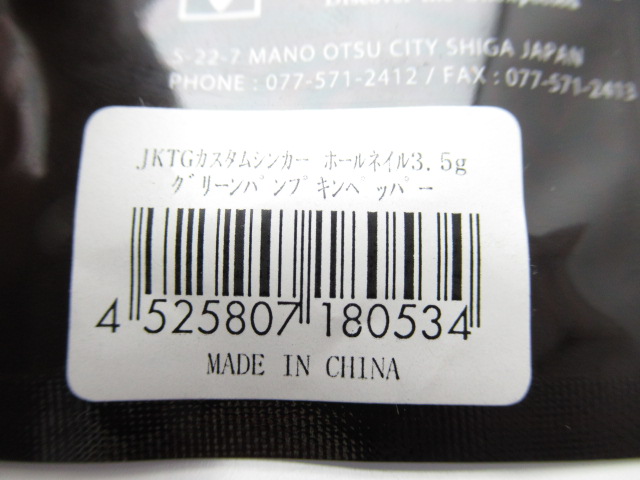 5-22-7 MANO OTSU CITY SHIGA JAPAN
PHONE : 077-571-2412 / FAX : 077-571-2413
JKTGカスタムシンカー ホールネイル3.5g
グリーンパンプキンペッパー
4 525807 180534
MADE IN CHINA